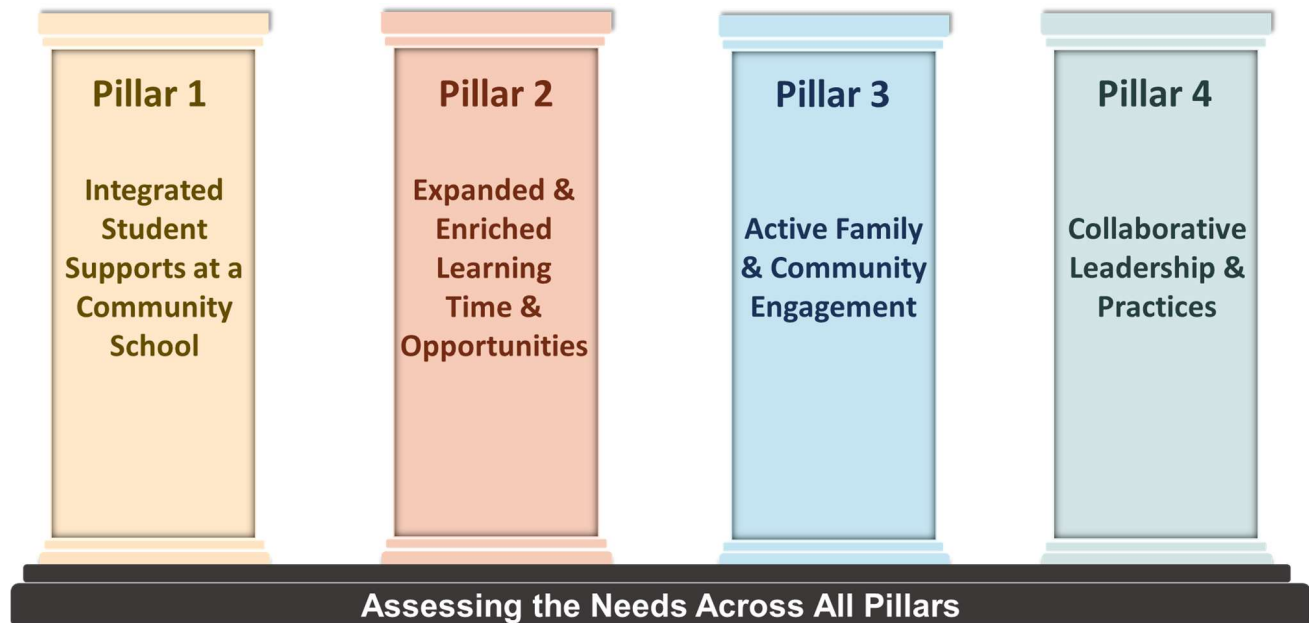 Pillar 1
Integrated
Student
Supports at a
Community
School
Pillar 2
Expanded &
Enriched
Learning
Time &
Opportunities
Pillar 3
Active Family
& Community
Engagement
Pillar 4
Collaborative
Leadership &
Practices
Assessing the Needs Across All Pillars